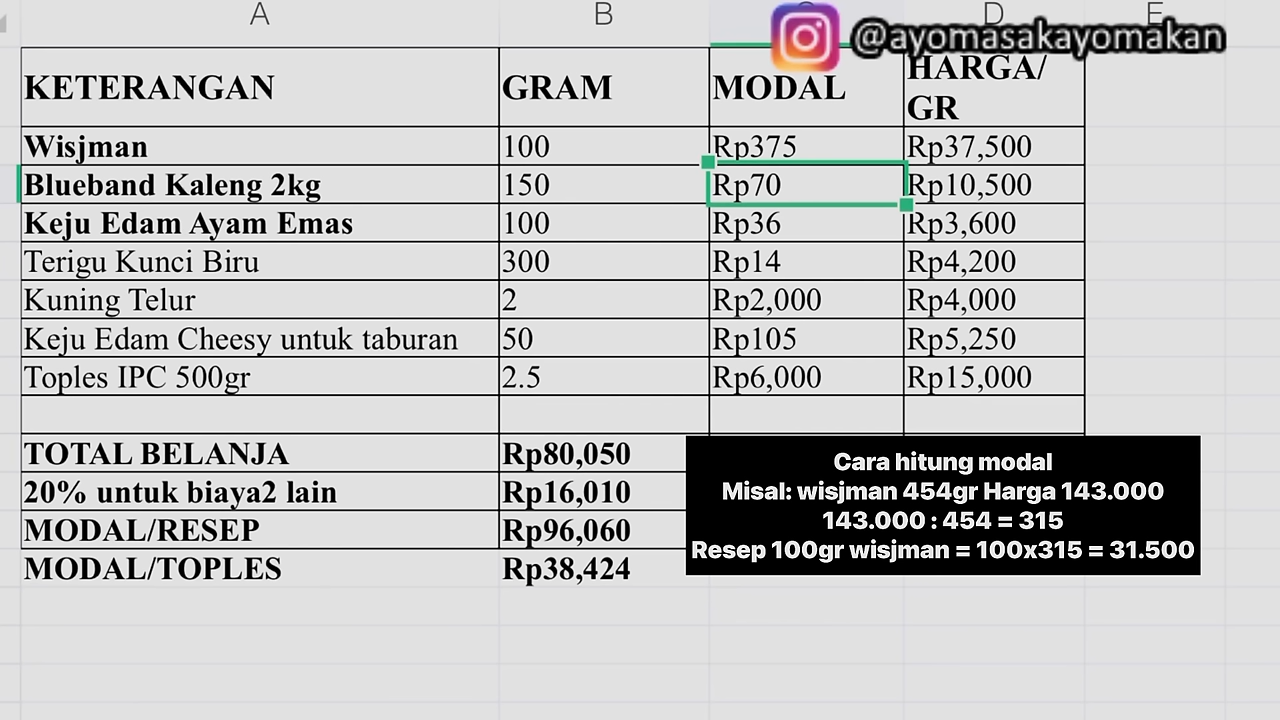 A B C D E
@ayomasakayomakan
KETERANGAN GRAM MODAL HARGA/
GR
Wisjman 100 Rp375 Rp37,500
Blueband Kaleng 2kg 150 Rp70 Rp10,500
Keju Edam Ayam Emas 100 Rp36 Rp3,600
Terigu Kunci Biru 300 Rp14 Rp4,200
Kuning Telur 2 Rp2,000 Rp4,000
Keju Edam Cheesy untuk taburan 50 Rp105 Rp5,250
Toples IPC 500gr 2.5 Rp6,000 Rp15,000
TOTAL BELANJA Rp80,050
20% untuk biaya2 lain Rp16,010
MODAL/RESEP Rp96,060
MODAL/TOPLES Rp38,424
Cara hitung modal
Misal: wisjman 454gr Harga 143.000
143.000 : 454 = 315
Resep 100gr wisjman = 100x315 = 31.500